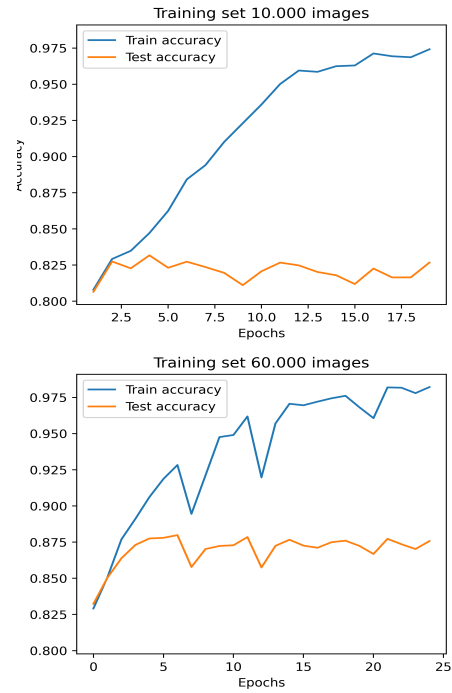 Training set 10.000 images
Train accuracy
Test accuracy
0.975
0.950
0.925
0.900
0.875
0.850
0.825
0.800
Accuracy
2.5 5.0 7.5 10.0 12.5 15.0 17.5
Epochs
Training set 60.000 images
Train accuracy
Test accuracy
0.975
0.950
0.925
0.900
0.875
0.850
0.825
0.800
0 5 10 15 20 25
Epochs